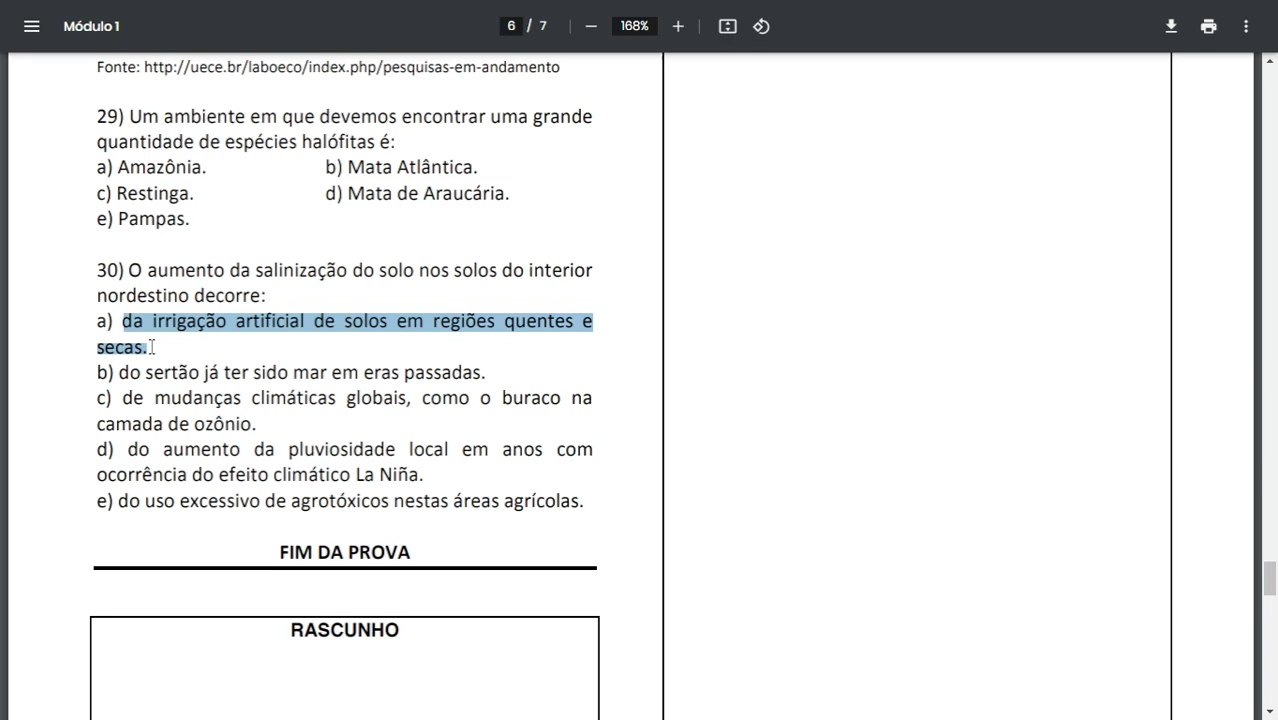 Módulo 1
6 / 7
168%
Fonte: http://uece.br/laboeco/index.php/pesquisas-em-andamento
29) Um ambiente em que devemos encontrar uma grande
quantidade de espécies halófitas é:
a) Amazônia. b) Mata Atlântica.
c) Restinga. d) Mata de Araucária.
e) Pampas.
30) O aumento da salinização do solo nos solos do interior
nordestino decorre:
a) da irrigação artificial de solos em regiões quentes e
secas.
b) do sertão já ter sido mar em eras passadas.
c) de mudanças climáticas globais, como o buraco na
camada de ozônio.
d) do aumento da pluviosidade local em anos com
ocorrência do efeito climático La Niña.
e) do uso excessivo de agrotóxicos nestas áreas agrícolas.
FIM DA PROVA
RASCUNHO